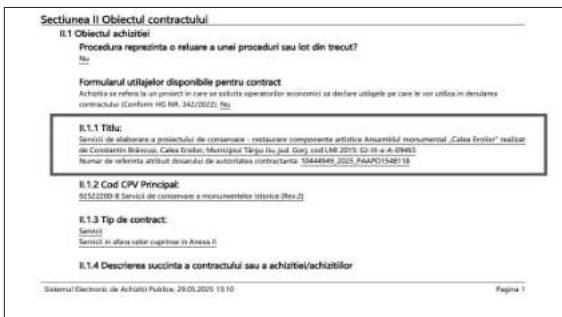 Sectiunea II Obiectul contractului
II.1 Obiectul achizitiei
Procedura reprezinta o reluare a unei proceduri sau lot din trecut?
Nu
Formularul utilajelor disponibile pentru contract
Achizitia se refera la un proiect in care se solicita operatorilor economici sa declare utilajele pe care le vor utiliza in derularea
contractului (Conform HG NR. 342/2022): Nu
II.1.1 Titlu:
Servicii de elaborare a proiectului de conservare - restaurare componente artistice Ansamblul monumental „Calea Eroilor” realizat
de Constantin Brâncuși, Calea Eroilor, Municipiul Târgu Jiu, jud. Gorj, cod LMI 2015: GJ-III-a-A-09465
Numar de referinta atribuit dosarului de autoritatea contractanta: 10444949_2025_PAAPD1548118
II.1.2 Cod CPV Principal:
92522200-8 Servicii de conservare a monumentelor istorice (Rev.2)
II.1.3 Tip de contract:
Servicii
Servicii in afara celor cuprinse in Anexa II
II.1.4 Descrierea succinta a contractului sau a achizitiei/achizitiilor
Sistemul Electronic de Achizitii Publice, 29.05.2025 13:10 Pagina 1